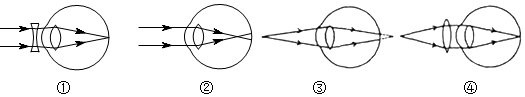 ① ② ③ ④